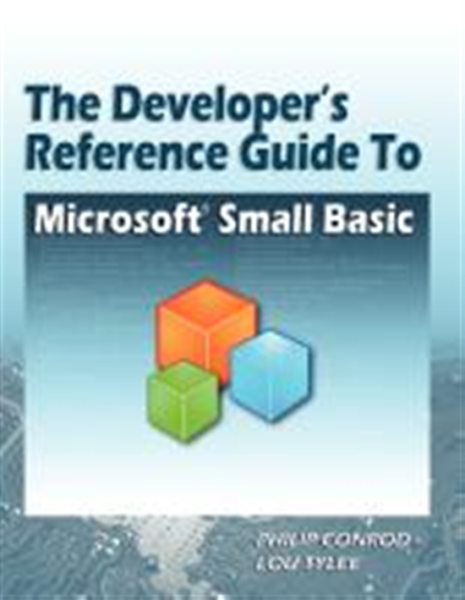 The Developer's
Reference Guide To
Microsoft® Small Basic
PHILIP CONROD
LOU TYLEE